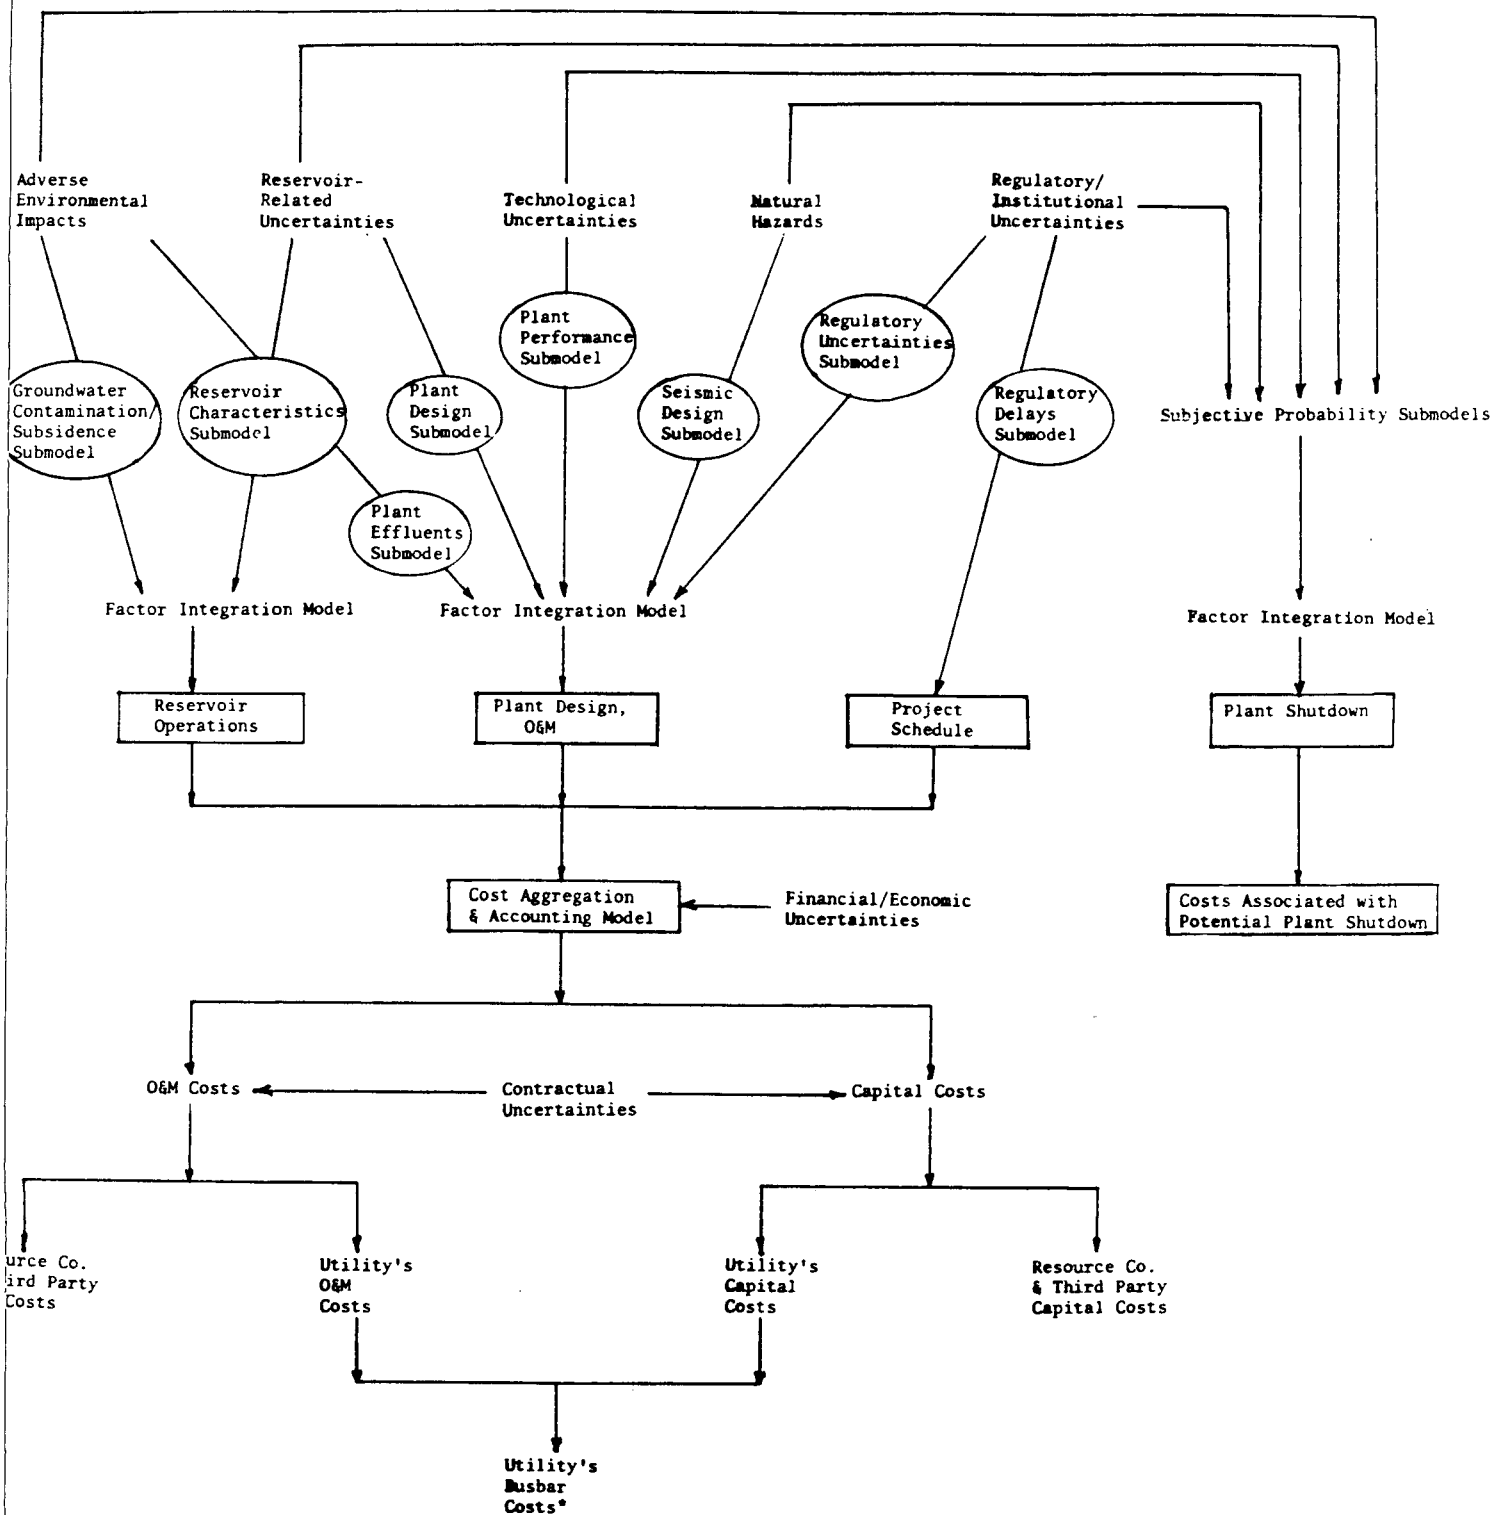 Adverse
Environmental
Impacts
Reservoir-
Related
Uncertainties
Technological
Uncertainties
Natural
Hazards
Regulatory/
Institutional
Uncertainties
Plant
Performance
Submodel
Regulatory
Uncertainties
Submodel
Groundwater
Contamination/
Subsidence
Submodel
Reservoir
Characteristics
Submodel
Plant
Design
Submodel
Seismic
Design
Submodel
Regulatory
Delays
Submodel
Subjective Probability Submodels
Plant
Effluents
Submodel
Factor Integration Model
Factor Integration Model
Factor Integration Model
Reservoir
Operations
Plant Design,
O&M
Project
Schedule
Plant Shutdown
Cost Aggregation
& Accounting Model
Financial/Economic
Uncertainties
Costs Associated with
Potential Plant Shutdown
O&M Costs
Contractual
Uncertainties
Capital Costs
urce Co.
ird Party
Costs
Utility's
O&M
Costs
Utility's
Capital
Costs
Resource Co.
& Third Party
Capital Costs
Utility's
Busbar
Costs*